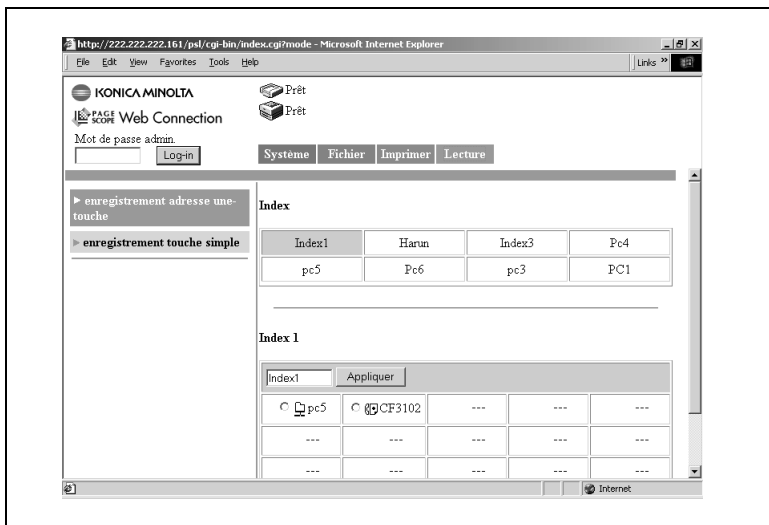 http://222.222.222.161/psl/cgi-bin/index.cgi?mode - Microsoft Internet Explorer
File Edit View Favorites Tools Help
Links »
KONICA MINOLTA
PAGE SCOPE Web Connection
Mot de passe admin.
Log-in
Prêt
Prêt
Système Fichier Imprimer Lecture
enregistrement adresse une-
touche
enregistrement touche simple
Index
Index1 Harun Index3 Pc4
pc5 Pc6 pc3 PC1
Index 1
Index1 Appliquer
pc5 CF3102 --- --- ---
--- --- --- --- ---
--- --- --- --- ---
Internet